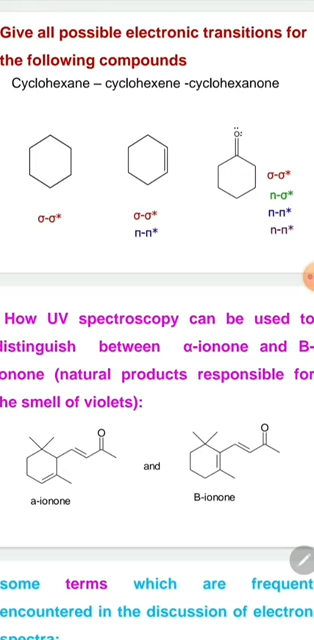 Give all possible electronic transitions for
the following compounds
Cyclohexane – cyclohexene -cyclohexanone
:O:
σ-σ*
n-σ*
σ-σ*
σ-σ*
n-n*
n-n*
n-n*
How UV spectroscopy can be used to
listinguish between α-ionone and B-
onone (natural products responsible for
he smell of violets):
O
O
and
a-ionone
B-ionone
some terms which are frequent
encountered in the discussion of electron
spectra: